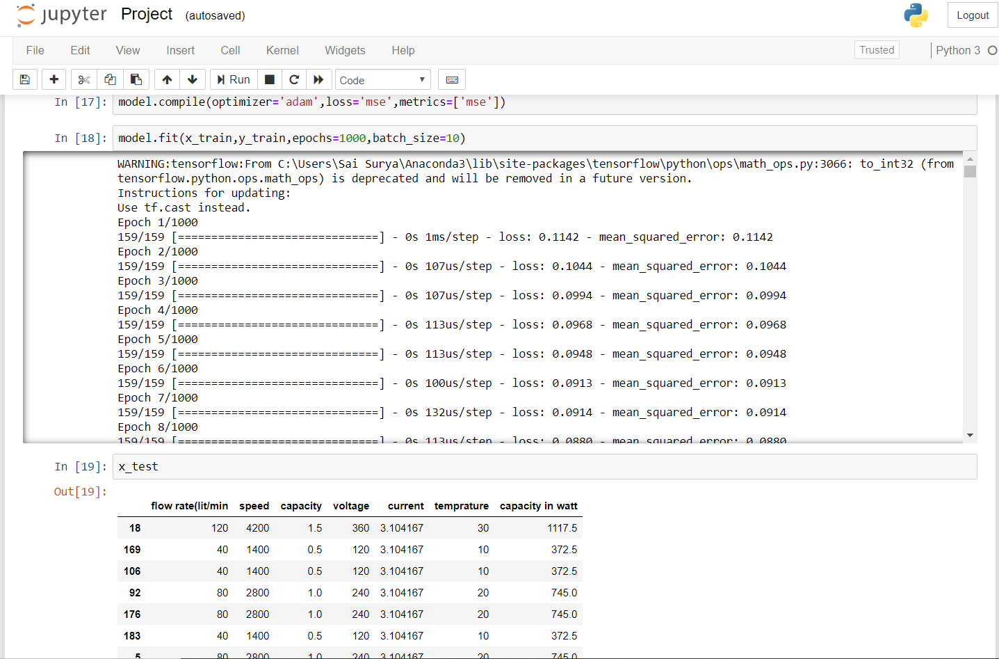 jupyter Project (autosaved) Logout
File Edit View Insert Cell Kernel Widgets Help Trusted Python 3
Run Code
In [17]: model.compile(optimizer='adam',loss='mse',metrics=['mse'])
In [18]: model.fit(x_train,y_train,epochs=1000,batch_size=10)
WARNING:tensorflow:From C:\Users\Sai Surya\Anaconda3\lib\site-packages\tensorflow\python\ops\math_ops.py:3066: to_int32 (from
tensorflow.python.ops.math_ops) is deprecated and will be removed in a future version.
Instructions for updating:
Use tf.cast instead.
Epoch 1/1000
159/159 [==============================] - 0s 1ms/step - loss: 0.1142 - mean_squared_error: 0.1142
Epoch 2/1000
159/159 [==============================] - 0s 107us/step - loss: 0.1044 - mean_squared_error: 0.1044
Epoch 3/1000
159/159 [==============================] - 0s 107us/step - loss: 0.0994 - mean_squared_error: 0.0994
Epoch 4/1000
159/159 [==============================] - 0s 113us/step - loss: 0.0968 - mean_squared_error: 0.0968
Epoch 5/1000
159/159 [==============================] - 0s 113us/step - loss: 0.0948 - mean_squared_error: 0.0948
Epoch 6/1000
159/159 [==============================] - 0s 100us/step - loss: 0.0913 - mean_squared_error: 0.0913
Epoch 7/1000
159/159 [==============================] - 0s 132us/step - loss: 0.0914 - mean_squared_error: 0.0914
Epoch 8/1000
159/159 [==============================] - 0s 113us/step - loss: 0.0880 - mean_squared_error: 0.0880
In [19]: x_test
Out[19]:
flow rate(lit/min speed capacity voltage current temprature capacity in watt
18 120 4200 1.5 360 3.104167 30 1117.5
169 40 1400 0.5 120 3.104167 10 372.5
106 40 1400 0.5 120 3.104167 10 372.5
92 80 2800 1.0 240 3.104167 20 745.0
176 80 2800 1.0 240 3.104167 20 745.0
183 40 1400 0.5 120 3.104167 10 372.5
5 80 2800 1.0 240 3.104167 20 745.0